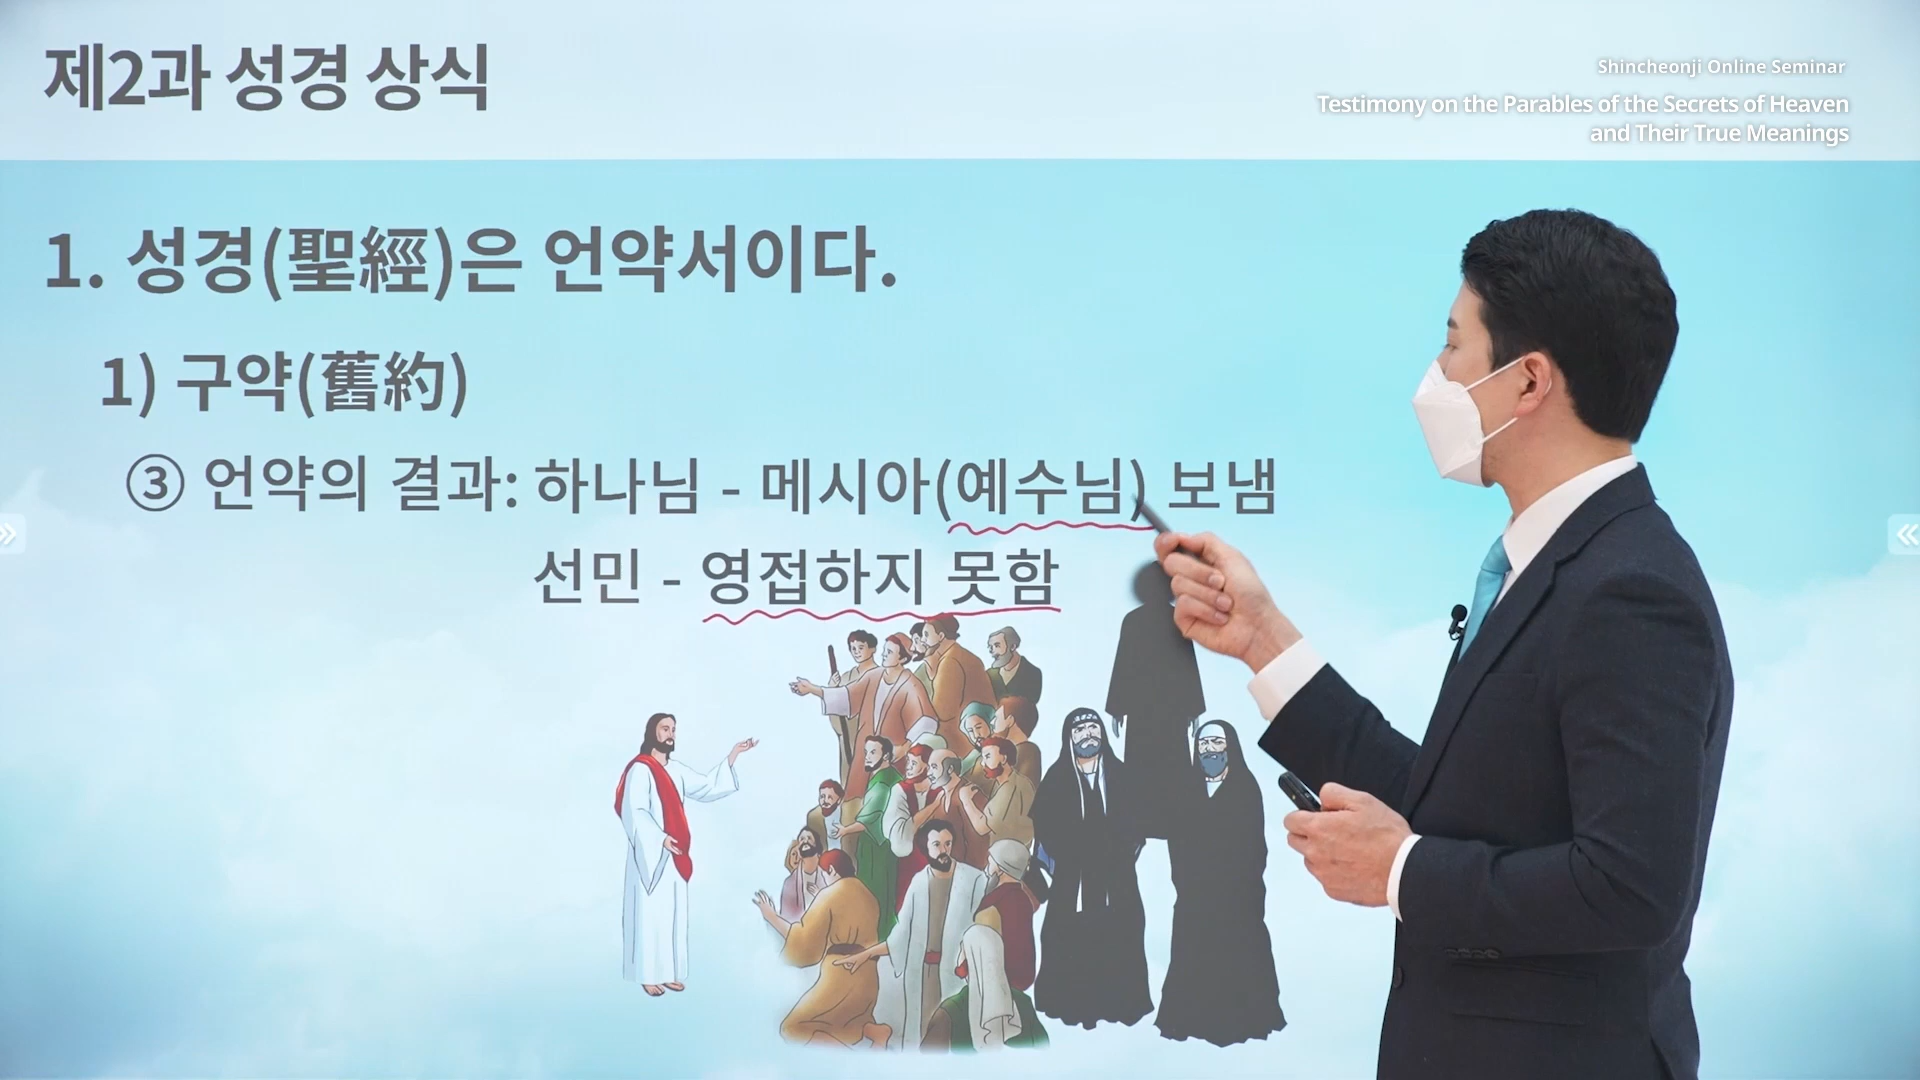 제2과 성경 상식
Shincheonji Online Seminar
Testimony on the Parables of the Secrets of Heaven
and Their True Meanings
1. 성경(聖經)은 언약서이다.
1) 구약(舊約)
③ 언약의 결과: 하나님 - 메시아(예수님) 보냄
선민 - 영접하지 못함